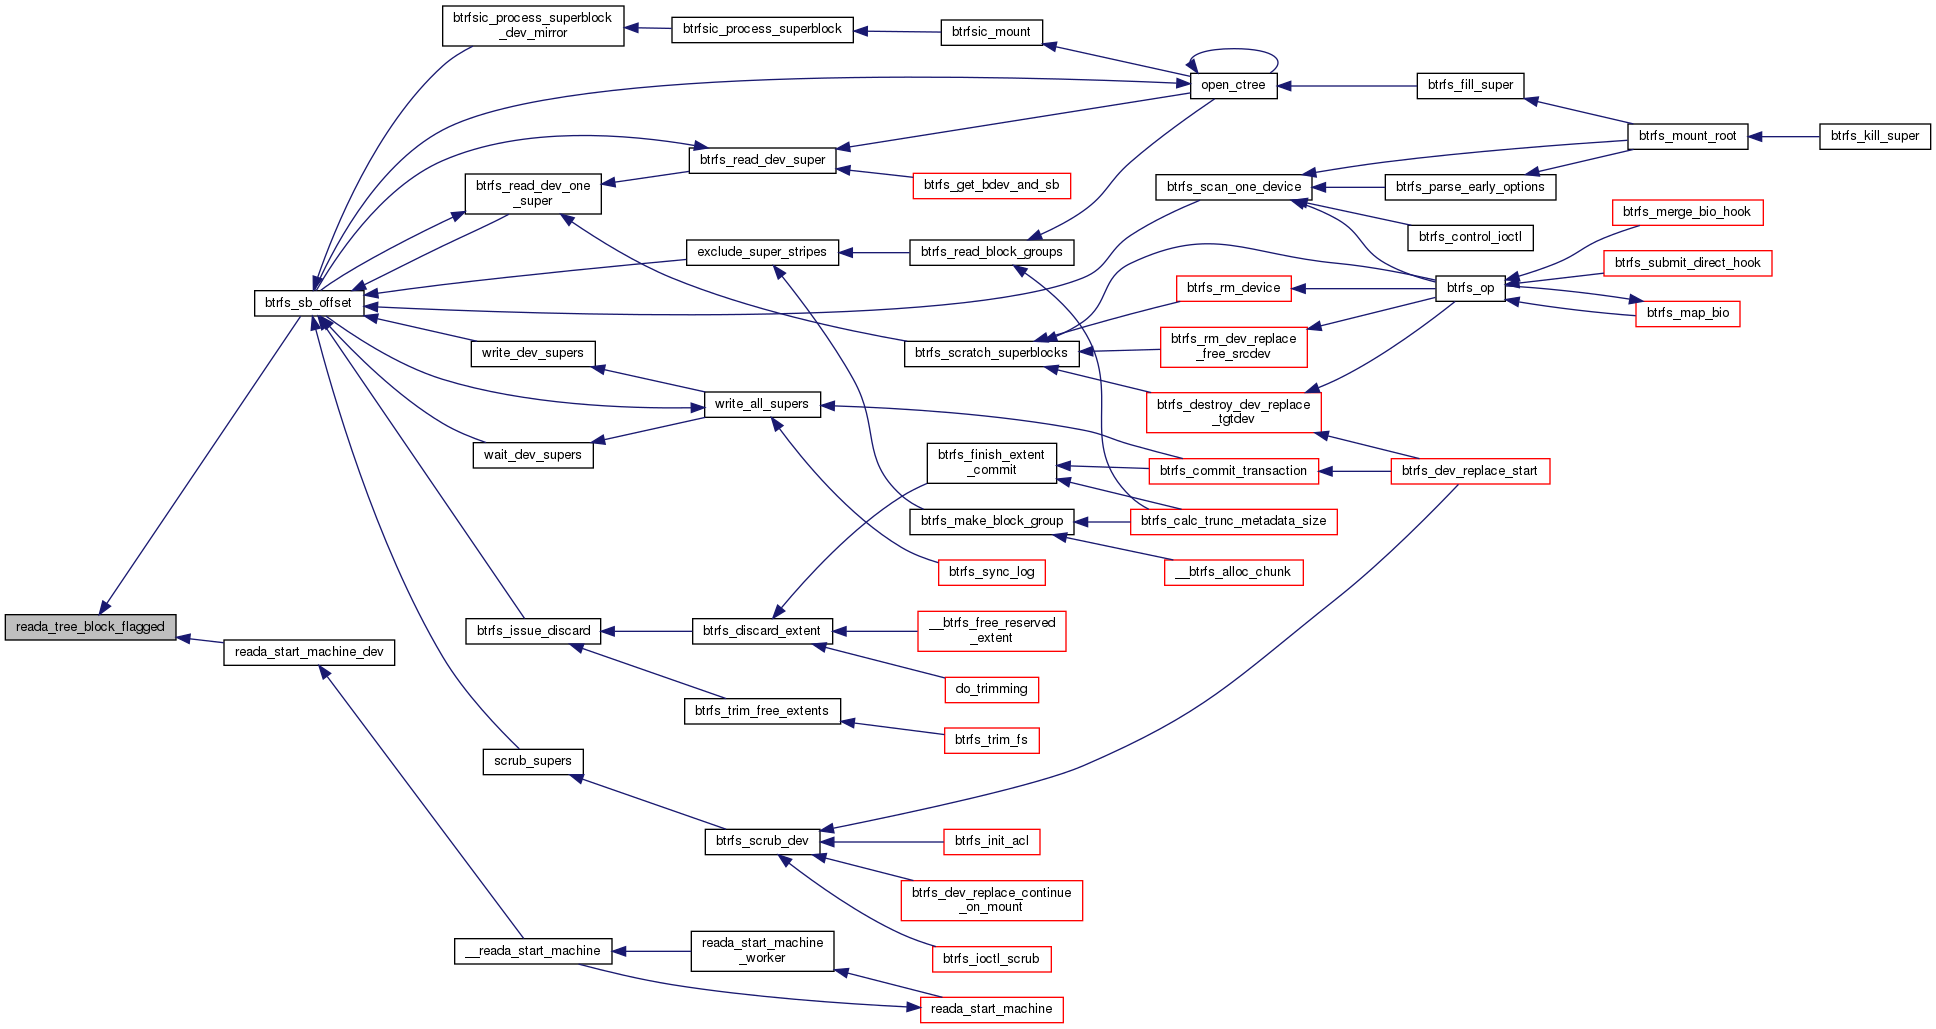 btrfsic_process_superblock
_dev_mirror
btrfsic_process_superblock
btrfsic_mount
open_ctree
btrfs_fill_super
btrfs_mount_root
btrfs_kill_super
btrfs_read_dev_super
btrfs_get_bdev_and_sb
btrfs_read_dev_one
_super
btrfs_scan_one_device
btrfs_parse_early_options
btrfs_merge_bio_hook
btrfs_control_ioctl
exclude_super_stripes
btrfs_read_block_groups
btrfs_submit_direct_hook
btrfs_sb_offset
btrfs_rm_device
btrfs_op
btrfs_map_bio
write_dev_supers
btrfs_scratch_superblocks
btrfs_rm_dev_replace
_free_srcdev
write_all_supers
btrfs_destroy_dev_replace
_tgtdev
wait_dev_supers
btrfs_finish_extent
_commit
btrfs_commit_transaction
btrfs_dev_replace_start
btrfs_make_block_group
btrfs_calc_trunc_metadata_size
btrfs_sync_log
__btrfs_alloc_chunk
reada_tree_block_flagged
btrfs_issue_discard
btrfs_discard_extent
__btrfs_free_reserved
_extent
reada_start_machine_dev
do_trimming
btrfs_trim_free_extents
btrfs_trim_fs
scrub_supers
btrfs_scrub_dev
btrfs_init_acl
btrfs_dev_replace_continue
_on_mount
__reada_start_machine
reada_start_machine
_worker
btrfs_ioctl_scrub
reada_start_machine